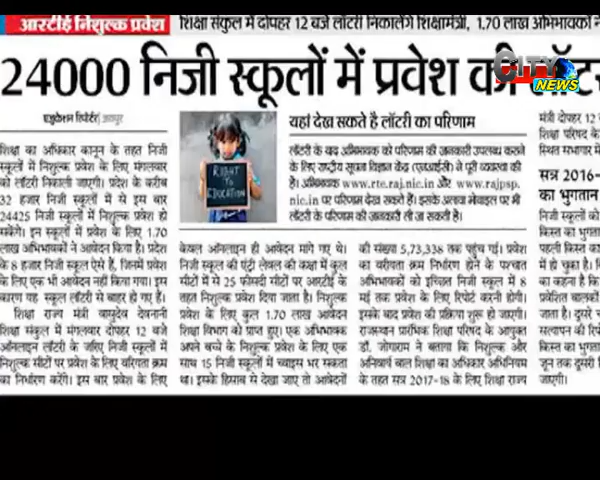 आरटीई निशुल्क प्रवेश
शिक्षा संकुल में दोपहर 12 बजे लॉटरी निकालेंगे शिक्षामंत्री, 1.70 लाख अभिभावकों ने
24000 निजी स्कूलों में प्रवेश की लॉटरी
CITY NEWS
एजुकेशन रिपोर्टर| जयपुर
शिक्षा का अधिकार कानून के तहत निजी
स्कूलों में निशुल्क प्रवेश के लिए मंगलवार
को लॉटरी निकाली जाएगी। प्रदेश के करीब
32 हजार निजी स्कूलों में से इस बार
24425 निजी स्कूलों में प्रवेश हो
सकेंगे। इन स्कूलों में प्रवेश के लिए 1.70
लाख अभिभावकों ने आवेदन किया है। प्रदेश
के 8 हजार निजी स्कूल ऐसे हैं, जिनमें प्रवेश
के लिए एक भी आवेदन नहीं किया गया। इस
कारण यह स्कूल लॉटरी से बाहर हो गए हैं।
शिक्षा राज्य मंत्री वासुदेव देवनानी
शिक्षा संकुल में मंगलवार दोपहर 12 बजे
ऑनलाइन लॉटरी के जरिए निजी स्कूलों में
निशुल्क सीटों पर प्रवेश के लिए वरियता क्रम
का निर्धारण करेंगे। इस बार प्रवेश के लिए
RIGHT
TO
EDUCATION
यहां देख सकते है लॉटरी का परिणाम
लॉटरी के बाद अभिभावकों को परिणाम की जानकारी उपलब्ध कराने
के लिए राष्ट्रीय सूचना विज्ञान केंद्र (एनआईसी) ने पूरी व्यवस्था की
है। अभिभावक www.rte.raj.nic.in और www.rajpsp.
nic.in पर परिणाम देख सकते हैं। इसके अलावा मोबाइल पर भी
लॉटरी के परिणाम की जानकारी ली जा सकती है।
केवल ऑनलाइन ही आवेदन मांगे गए थे।
निजी स्कूल की एंट्री लेवल की कक्षा में कुल
सीटों में से 25 फीसदी सीटों पर आरटीई के
तहत निशुल्क प्रवेश दिया जाता है। निशुल्क
प्रवेश के लिए कुल 1.70 लाख आवेदन
शिक्षा विभाग को प्राप्त हुए। एक अभिभावक
अपने बच्चे के निशुल्क प्रवेश के लिए एक
साथ 15 निजी स्कूलों में च्वाइस भर सकता
था। इसके हिसाब से देखा जाए तो आवेदनों
की संख्या 5,73,338 तक पहुंच गई। प्रवेश
का वरीयता क्रम निर्धारण होने के पश्चात
अभिभावकों को इच्छित निजी स्कूल में 8
मई तक प्रवेश के लिए रिपोर्ट करनी होगी।
इसके बाद प्रवेश की प्रक्रिया शुरू हो जाएगी।
राजस्थान प्रारंभिक शिक्षा परिषद के आयुक्त
डॉ. जोगाराम ने बताया कि निशुल्क और
अनिवार्य बाल शिक्षा का अधिकार अधिनियम
के तहत सत्र 2017-18 के लिए शिक्षा राज्य
मंत्री दोपहर 12
शिक्षा परिषद के
स्थित सभागार में
सत्र 2016-
का भुगतान
निजी स्कूलों को
किस्त का भुगतान
पहली किस्त का
में हो चुका है।
का कहना है कि
प्रवेशित बालकों
जाता है। दूसरे
सत्यापन की रिपोर्ट
किस्त का भुगतान
जून तक दूसरी
जाएगी।